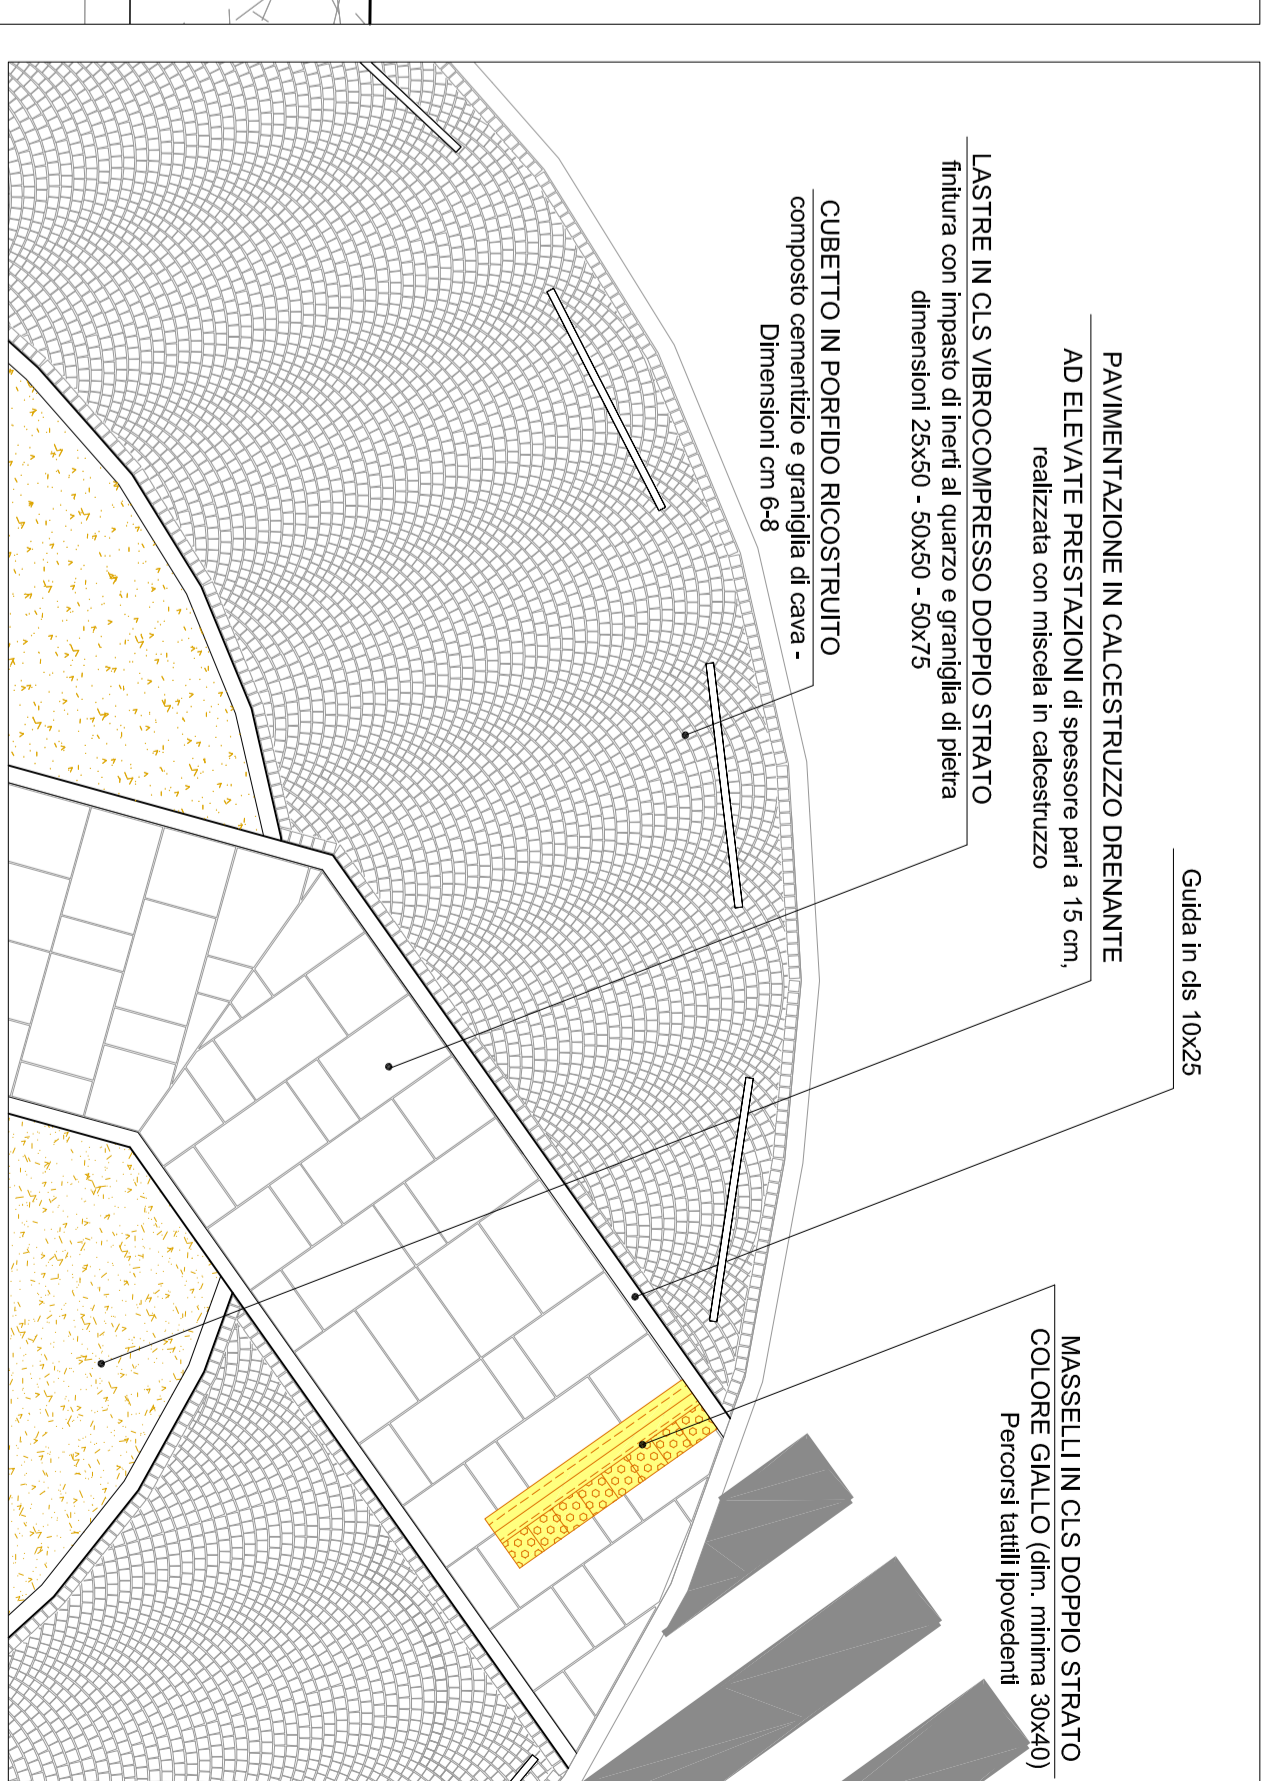 Guida in cls 10x25
PAVIMENTAZIONE IN CALCESTRUZZO DRENANTE
AD ELEVATE PRESTAZIONI di spessore pari a 15 cm,
realizzata con miscela in calcestruzzo
LASTRE IN CLS VIBROCOMPRESSO DOPPIO STRATO
finitura con impasto di inerti al quarzo e graniglia di pietra
dimensioni 25x50 - 50x50 - 50x75
CUBETTO IN PORFIDO RICOSTRUITO
composto cementizio e graniglia di cava -
Dimensioni cm 6-8
MASSELLI IN CLS DOPPIO STRATO
COLORE GIALLO (dim. minima 30x40)
Percorsi tattili ipovedenti